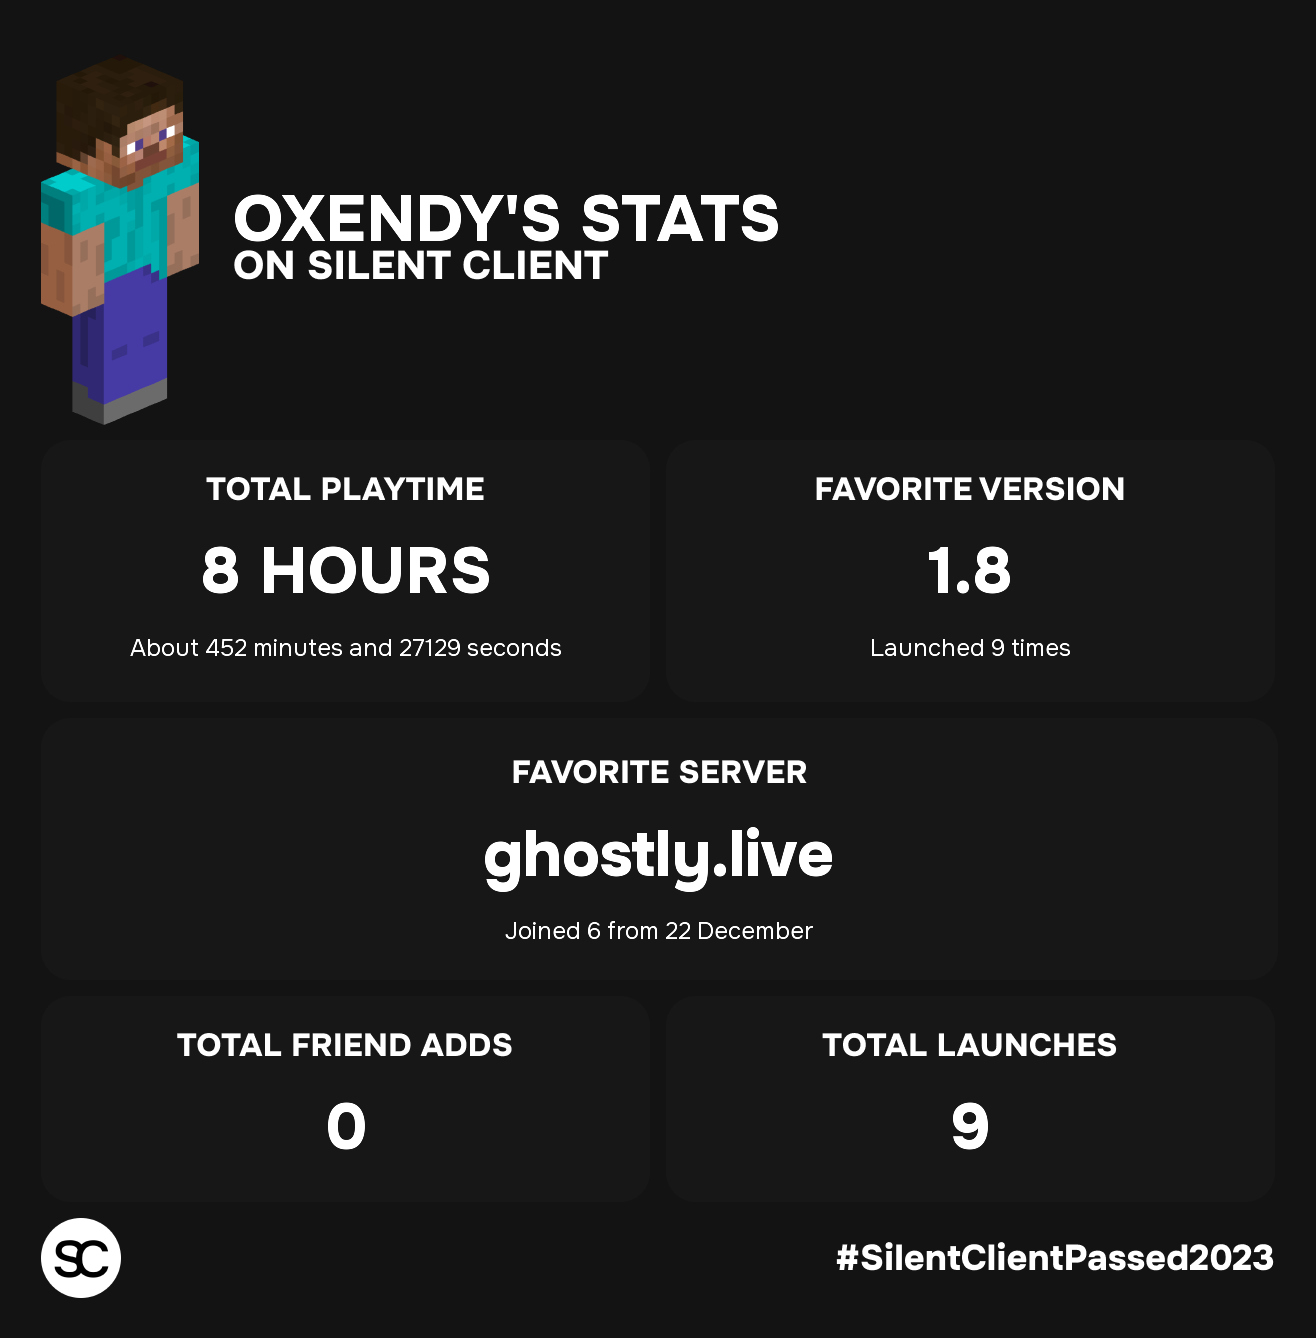 OXENDY'S STATS
ON SILENT CLIENT
TOTAL PLAYTIME
8 HOURS
About 452 minutes and 27129 seconds
FAVORITE VERSION
1.8
Launched 9 times
FAVORITE SERVER
ghostly.live
Joined 6 from 22 December
TOTAL FRIEND ADDS
0
TOTAL LAUNCHES
9
SC
#SilentClientPassed2023